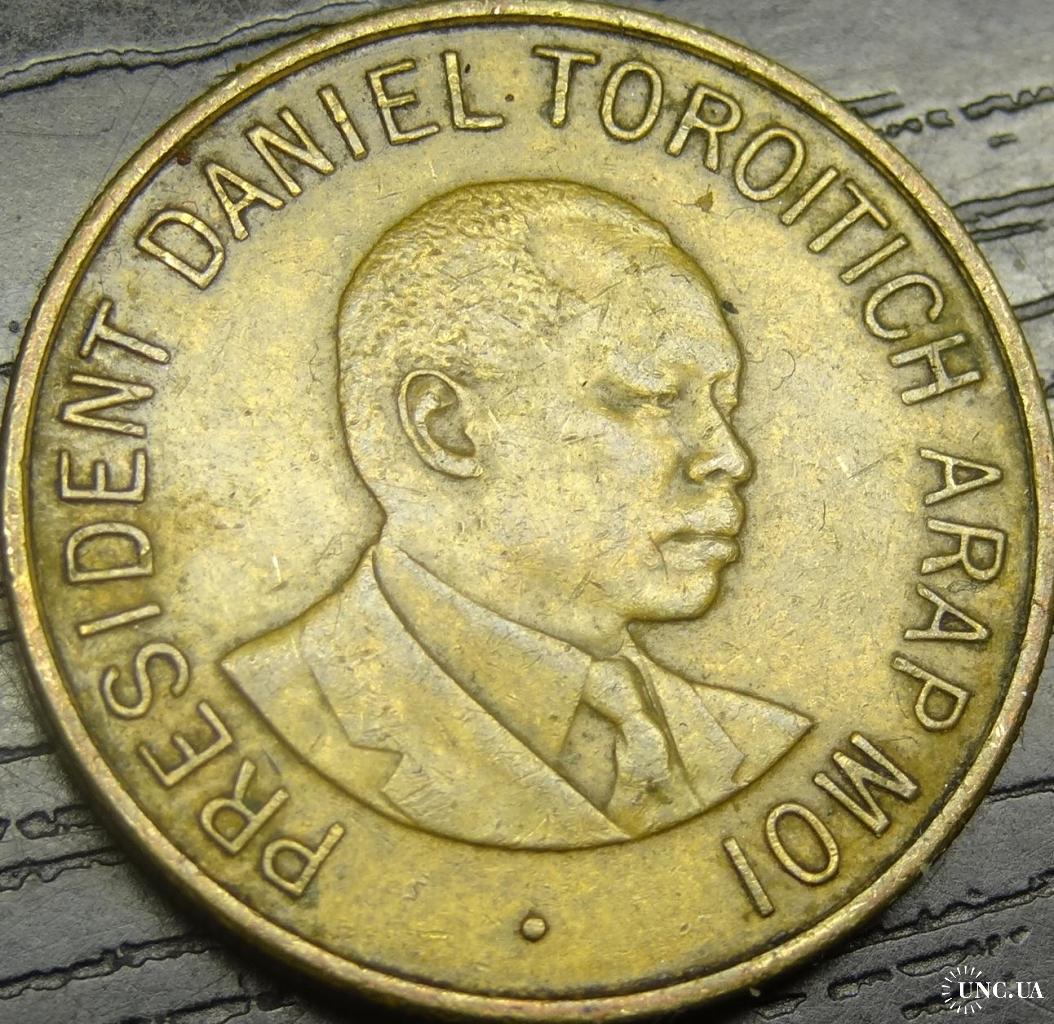 PRESIDENT DANIEL TOROITICH ARAP MOI
UNC.UA